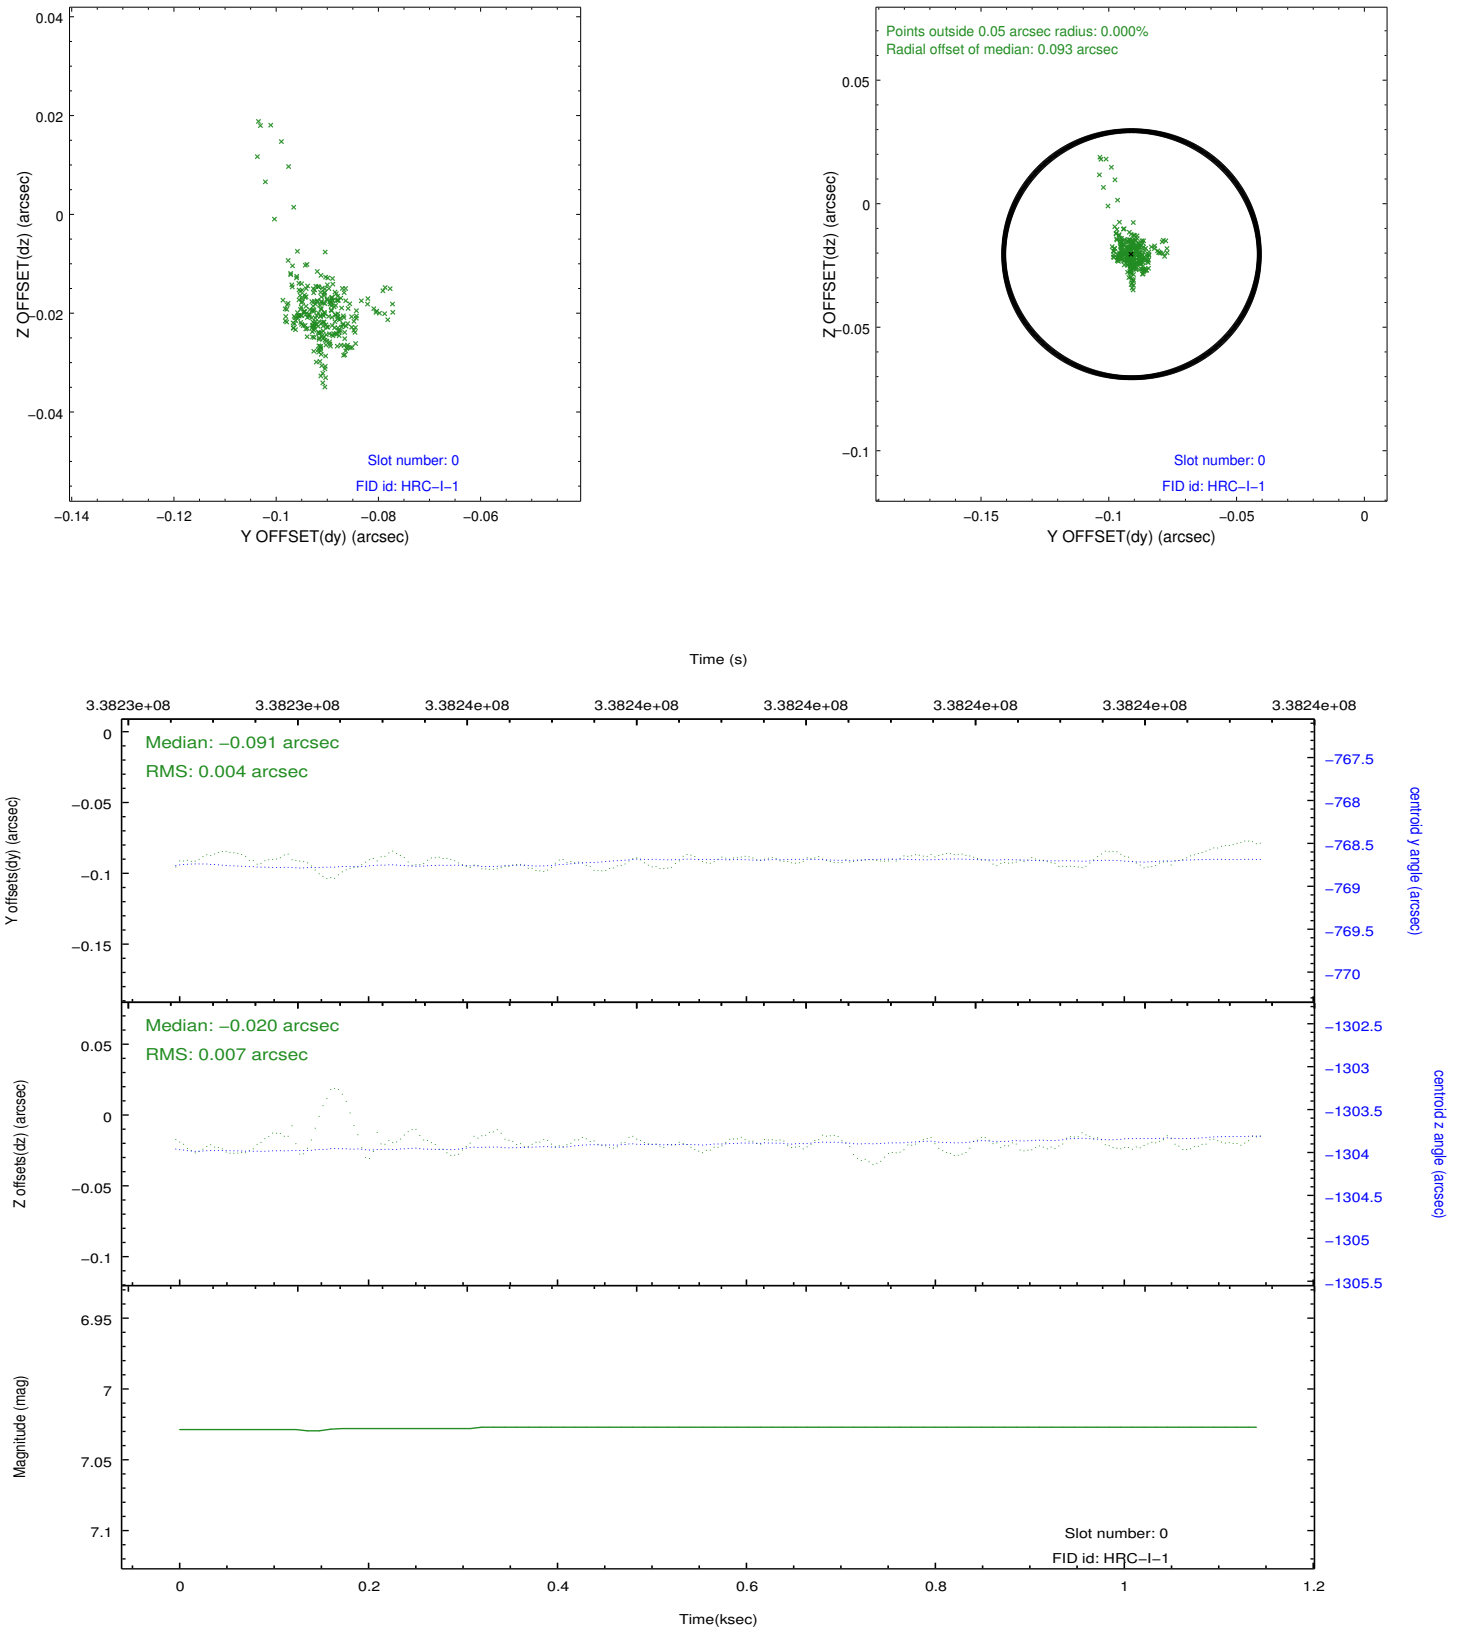 0.04
0.02
0
−0.02
−0.04
Z OFFSET(dz) (arcsec)
Slot number: 0
FID id: HRC−I−1
−0.14
−0.12
−0.1
−0.08
−0.06
Y OFFSET(dy) (arcsec)
Points outside 0.05 arcsec radius: 0.000%
Radial offset of median: 0.093 arcsec
0.05
0
−0.05
−0.1
Z OFFSET(dz) (arcsec)
Slot number: 0
FID id: HRC−I−1
−0.15
−0.1
−0.05
0
Y OFFSET(dy) (arcsec)
Time (s)
3.3823e+08 3.3823e+08 3.3824e+08 3.3824e+08 3.3824e+08 3.3824e+08 3.3824e+08 3.3824e+08
Median: −0.091 arcsec
RMS: 0.004 arcsec
0
−0.05
−0.1
−0.15
Y offsets(dy) (arcsec)
−767.5
−768
−768.5
−769
−769.5
−770
centroid y angle (arcsec)
Median: −0.020 arcsec
RMS: 0.007 arcsec
0.05
0
−0.05
−0.1
Z offsets(dz) (arcsec)
−1302.5
−1303
−1303.5
−1304
−1304.5
−1305
−1305.5
centroid z angle (arcsec)
6.95
7
7.05
7.1
Magnitude (mag)
Slot number: 0
FID id: HRC−I−1
0 0.2 0.4 0.6 0.8 1 1.2
Time(ksec)